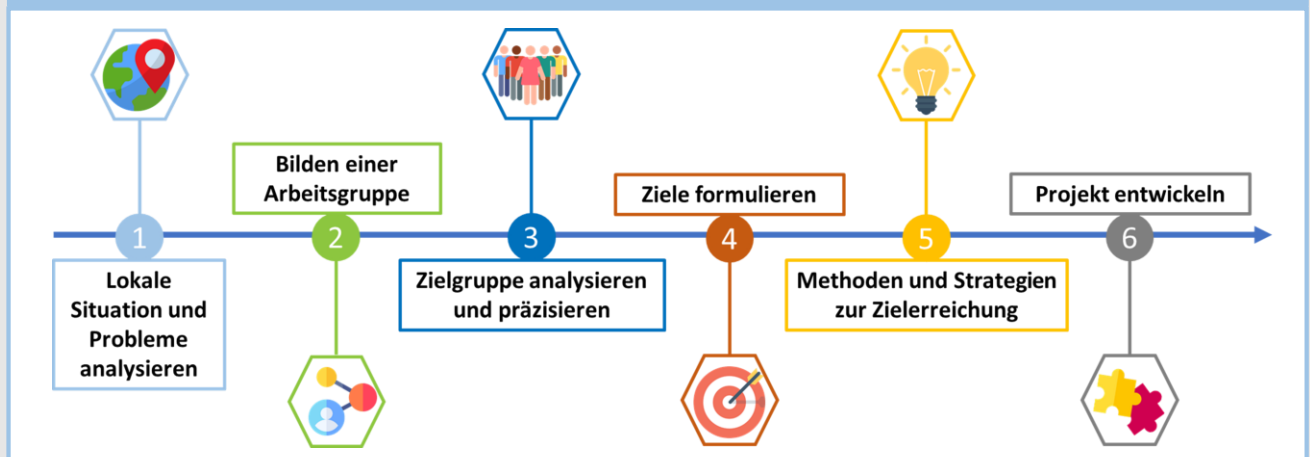 1
Lokale
Situation und
Probleme
analysieren
Bilden einer
Arbeitsgruppe
2
3
Zielgruppe analysieren
und präzisieren
Ziele formulieren
4
5
Methoden und Strategien
zur Zielerreichung
Projekt entwickeln
6